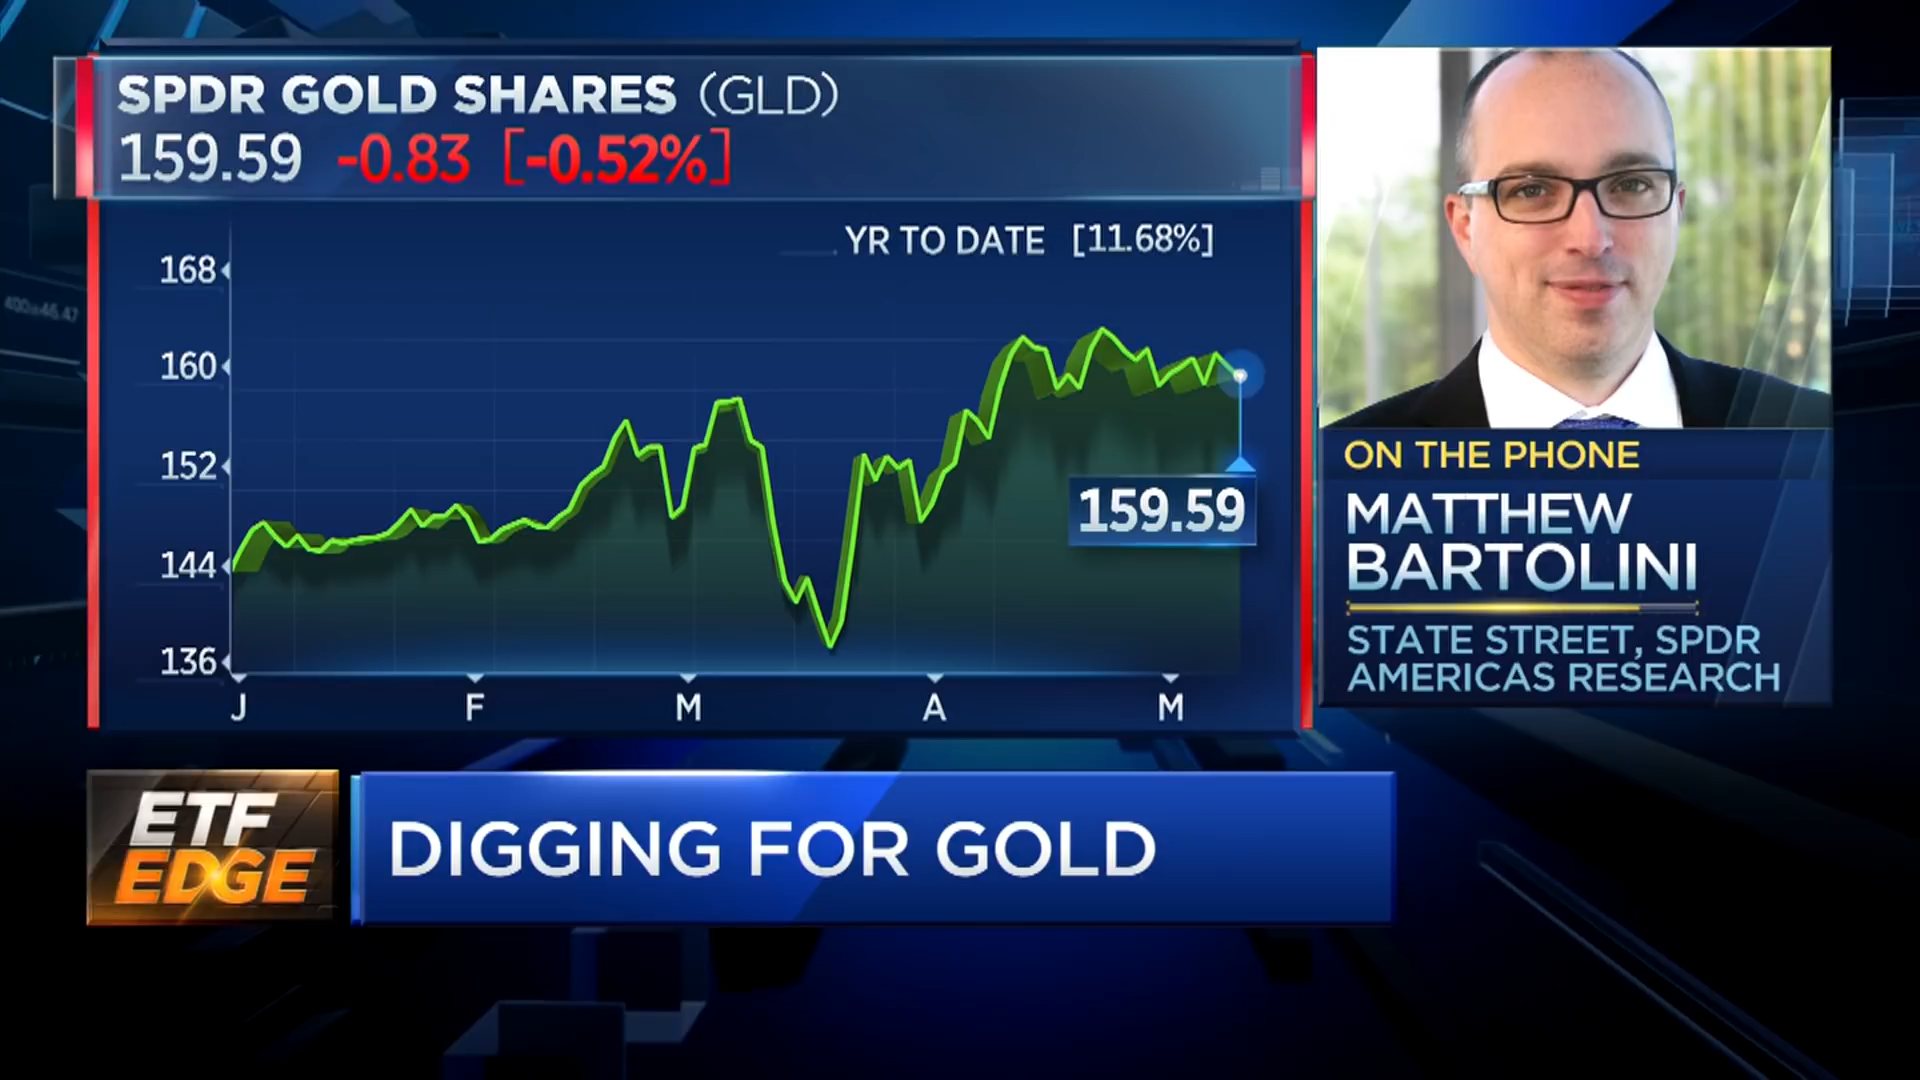 SPDR GOLD SHARES (GLD)
159.59 -0.83 [-0.52%]
YR TO DATE [11.68%]
168
160
152
144
136
159.59
J F M A M
ON THE PHONE
MATTHEW
BARTOLINI
STATE STREET, SPDR
AMERICAS RESEARCH
ETF
EDGE
DIGGING FOR GOLD